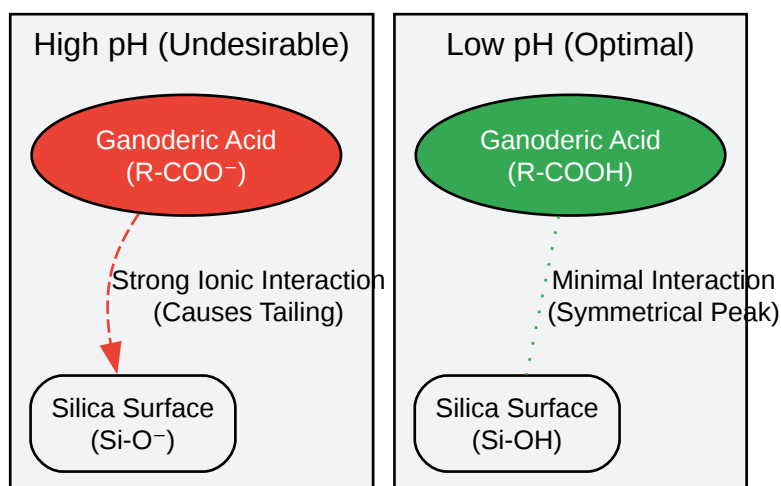 High pH (Undesirable)
Ganoderic Acid
(R-COO⁻)
Strong Ionic Interaction
(Causes Tailing)
Silica Surface
(Si-O⁻)
Low pH (Optimal)
Ganoderic Acid
(R-COOH)
Minimal Interaction
(Symmetrical Peak)
Silica Surface
(Si-OH)